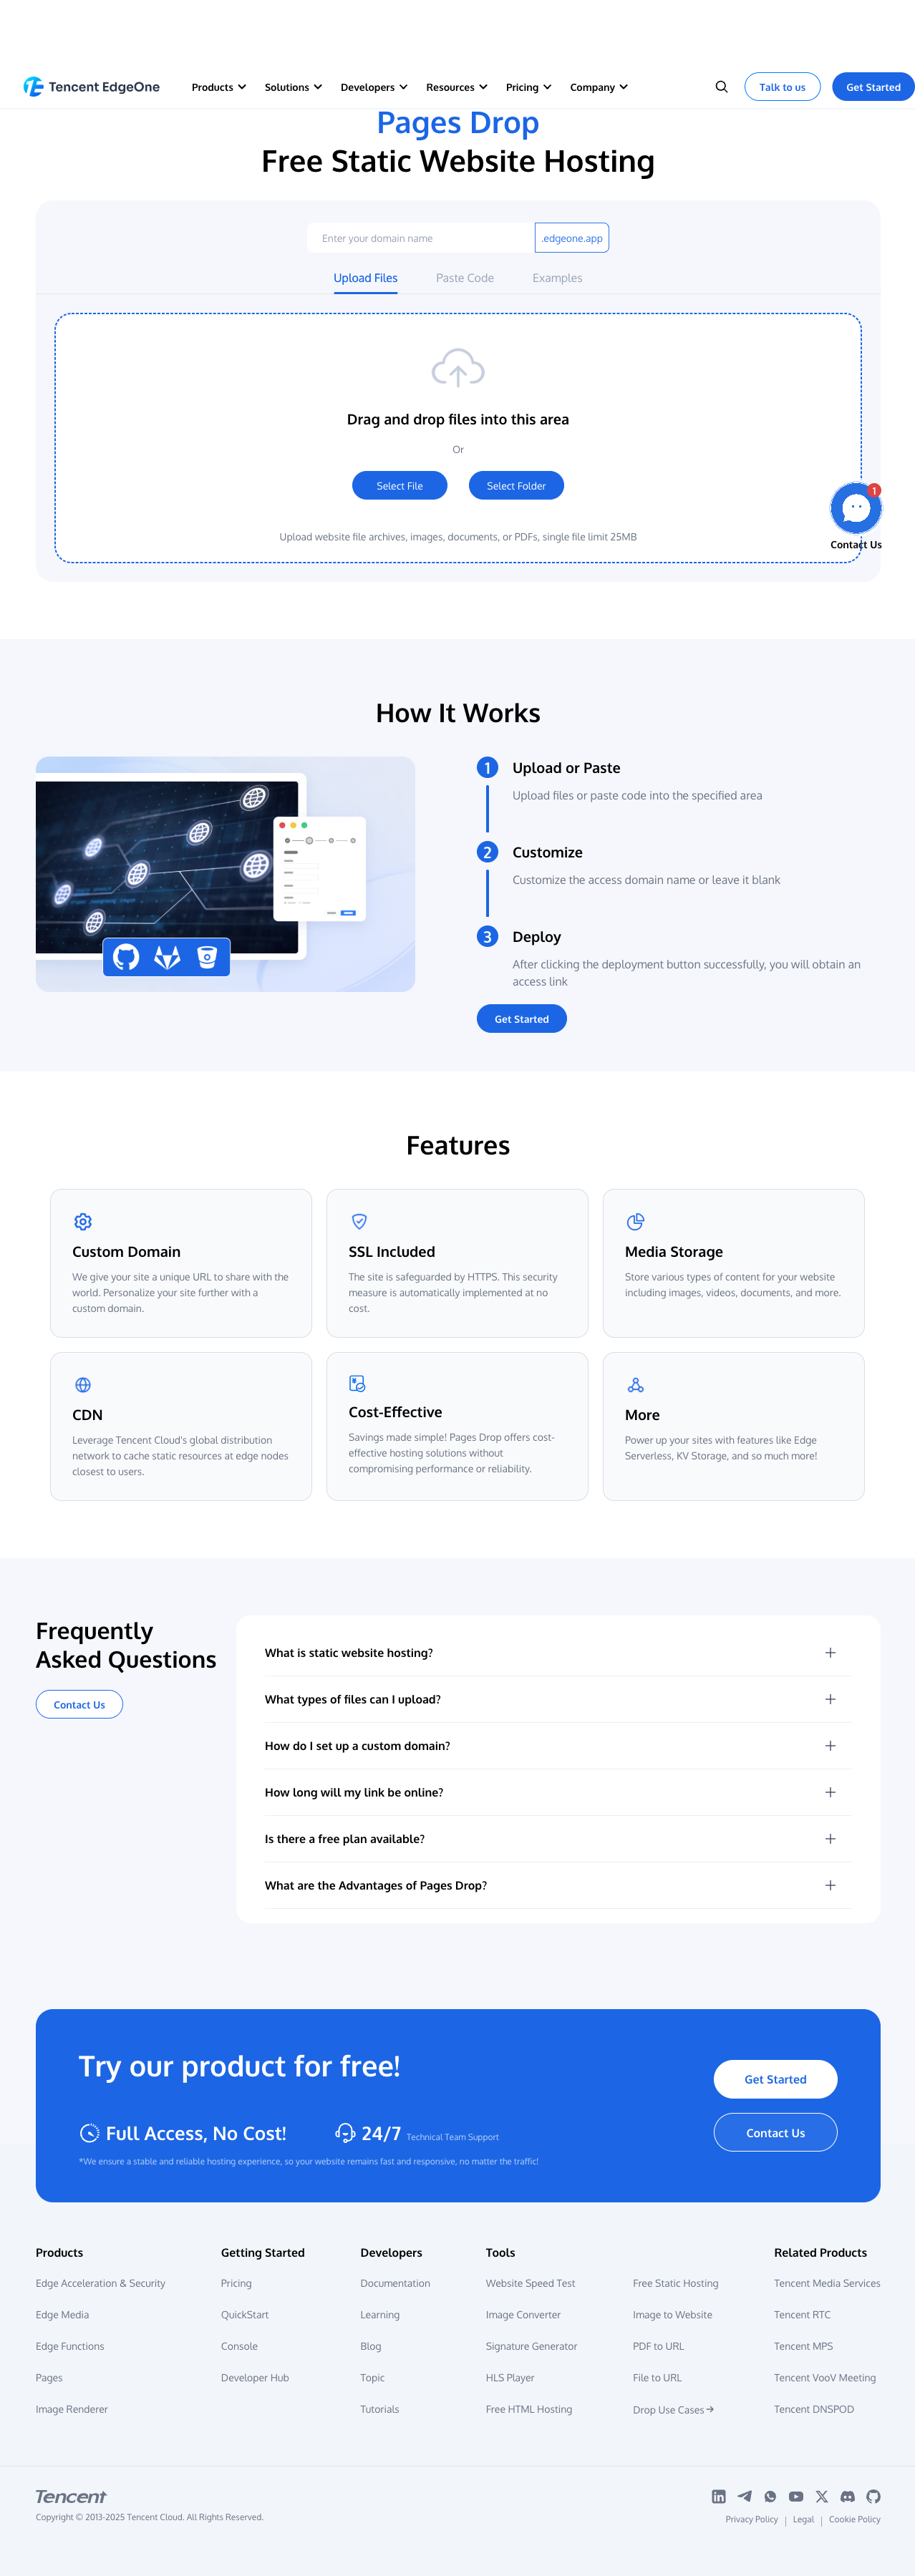 Tencent EdgeOne
Products
Solutions
Developers
Resources
Pricing
Company
Talk to us
Get Started
Pages Drop
Free Static Website Hosting
Enter your domain name
.edgeone.app
Upload Files
Paste Code
Examples
Drag and drop files into this area
Or
Select File
Select Folder
Upload website file archives, images, documents, or PDFs, single file limit 25MB
1
Contact Us
How It Works
1
Upload or Paste
Upload files or paste code into the specified area
2
Customize
Customize the access domain name or leave it blank
3
Deploy
After clicking the deployment button successfully, you will obtain an
access link
Get Started
Features
Custom Domain
We give your site a unique URL to share with the
world. Personalize your site further with a
custom domain.
SSL Included
The site is safeguarded by HTTPS. This security
measure is automatically implemented at no
cost.
Media Storage
Store various types of content for your website
including images, videos, documents, and more.
CDN
Leverage Tencent Cloud's global distribution
network to cache static resources at edge nodes
closest to users.
Cost-Effective
Savings made simple! Pages Drop offers cost-
effective hosting solutions without
compromising performance or reliability.
More
Power up your sites with features like Edge
Serverless, KV Storage, and so much more!
Frequently
Asked Questions
Contact Us
What is static website hosting?
What types of files can I upload?
How do I set up a custom domain?
How long will my link be online?
Is there a free plan available?
What are the Advantages of Pages Drop?
Try our product for free!
Full Access, No Cost!
24/7 Technical Team Support
*We ensure a stable and reliable hosting experience, so your website remains fast and responsive, no matter the traffic!
Get Started
Contact Us
Products
Edge Acceleration & Security
Edge Media
Edge Functions
Pages
Image Renderer
Getting Started
Pricing
QuickStart
Console
Developer Hub
Developers
Documentation
Learning
Blog
Topic
Tutorials
Tools
Website Speed Test
Image Converter
Signature Generator
HLS Player
Free HTML Hosting
Free Static Hosting
Image to Website
PDF to URL
File to URL
Drop Use Cases→
Related Products
Tencent Media Services
Tencent RTC
Tencent MPS
Tencent VooV Meeting
Tencent DNSPOD
Tencent
Copyright © 2013-2025 Tencent Cloud. All Rights Reserved.
Privacy Policy | Legal | Cookie Policy